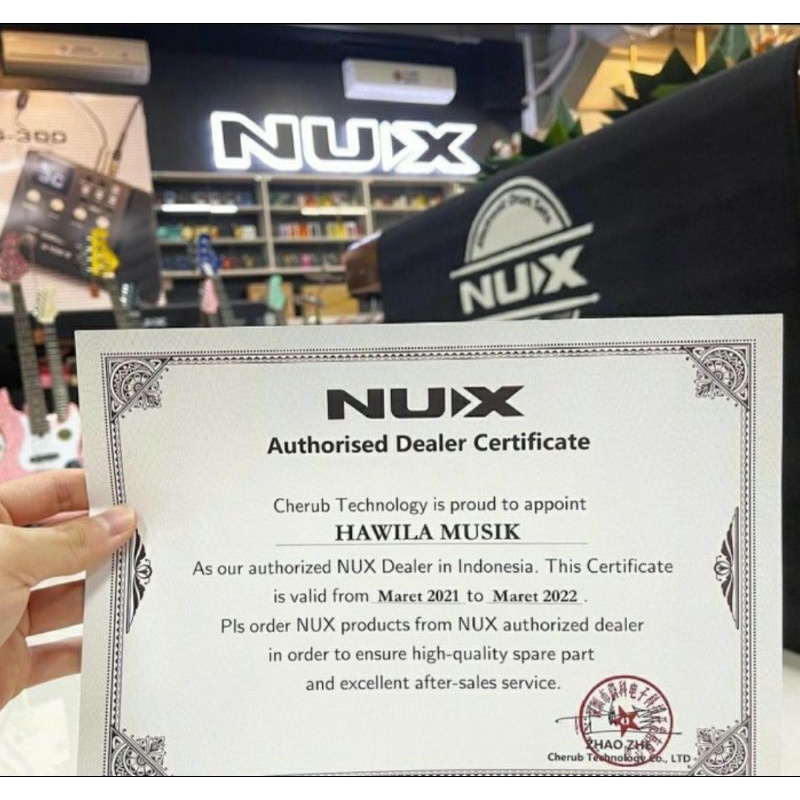 NUX
NUX
NUX
Authorised Dealer Certificate
Cherub Technology is proud to appoint
HAWILA MUSIK
As our authorized NUX Dealer in Indonesia. This Certificate
is valid from Maret 2021 to Maret 2022 .
Pls order NUX products from NUX authorized dealer
in order to ensure high-quality spare part
and excellent after-sales service.
ZHAO ZHE
Cherub Technology Co., LTD